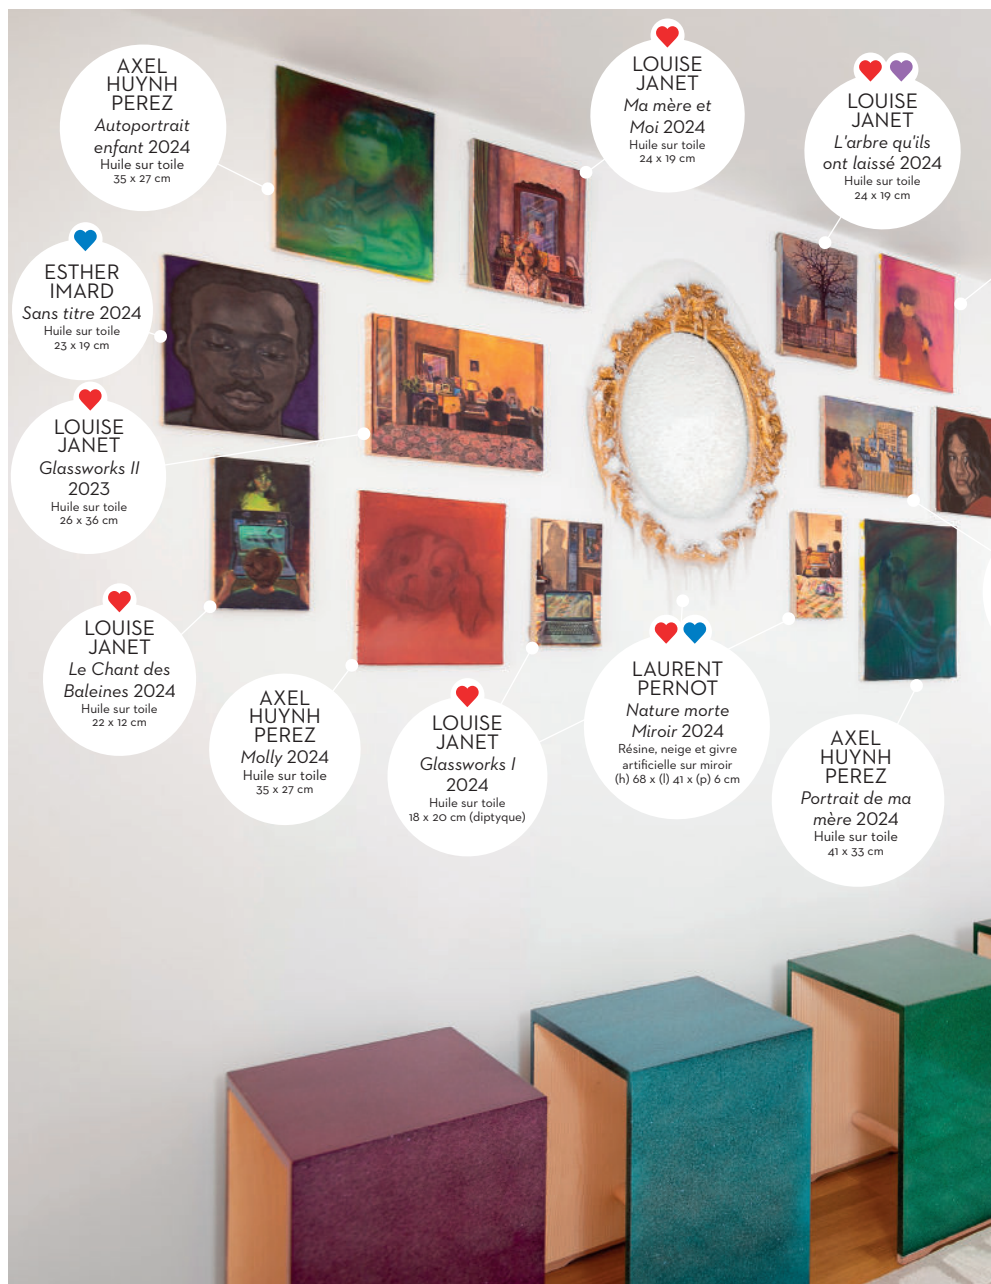 AXEL
HUYNH
PEREZ
Autoportrait
enfant 2024
Huile sur toile
35 x 27 cm
LOUISE
JANET
Ma mère et
Moi 2024
Huile sur toile
24 x 19 cm
LOUISE
JANET
L'arbre qu'ils
ont laissé 2024
Huile sur toile
24 x 19 cm
ESTHER
IMARD
Sans titre 2024
Huile sur toile
23 x 19 cm
LOUISE
JANET
Glassworks II
2023
Huile sur toile
26 x 36 cm
LOUISE
JANET
Le Chant des
Baleines 2024
Huile sur toile
22 x 12 cm
AXEL
HUYNH
PEREZ
Molly 2024
Huile sur toile
35 x 27 cm
LOUISE
JANET
Glassworks I
2024
Huile sur toile
18 x 20 cm (diptyque)
LAURENT
PERNOT
Nature morte
Miroir 2024
Résine, neige et givre
artificielle sur miroir
(h) 68 x (l) 41 x (p) 6 cm
AXEL
HUYNH
PEREZ
Portrait de ma
mère 2024
Huile sur toile
41 x 33 cm